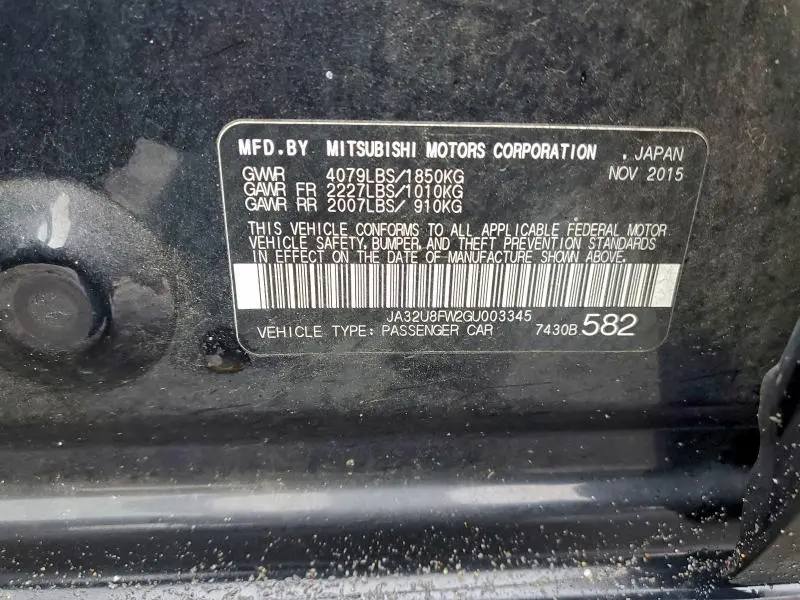 MFD.BY MITSUBISHI MOTORS CORPORATION . JAPAN
GVWR 4079LBS/1850KG NOV 2015
GAWR FR 2227LBS/1010KG
GAWR RR 2007LBS/ 910KG
THIS VEHICLE CONFORMS TO ALL APPLICABLE FEDERAL MOTOR
VEHICLE SAFETY, BUMPER, AND THEFT PREVENTION STANDARDS
IN EFFECT ON THE DATE OF MANUFACTURE SHOWN ABOVE.
JA32U8FW2GU003345
VEHICLE TYPE: PASSENGER CAR 7430B 582